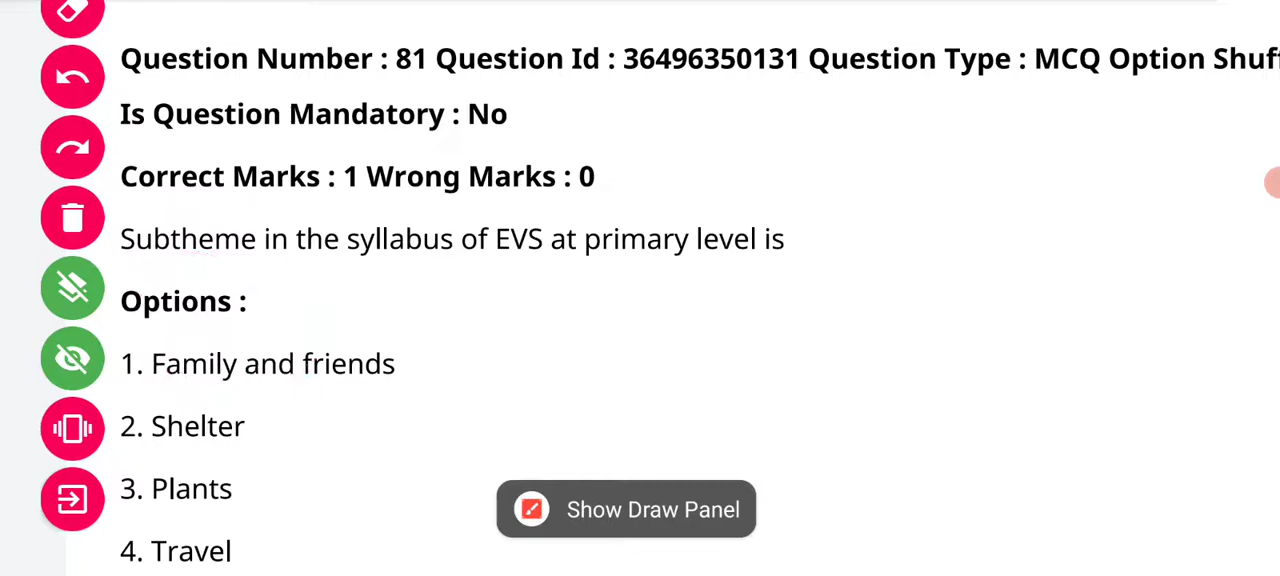 Question Number : 81 Question Id : 36496350131 Question Type : MCQ Option
Is Question Mandatory : No
Correct Marks : 1 Wrong Marks : 0
Subtheme in the syllabus of EVS at primary level is
Options :
1. Family and friends
2. Shelter
3. Plants
Show Draw Panel
4. Travel